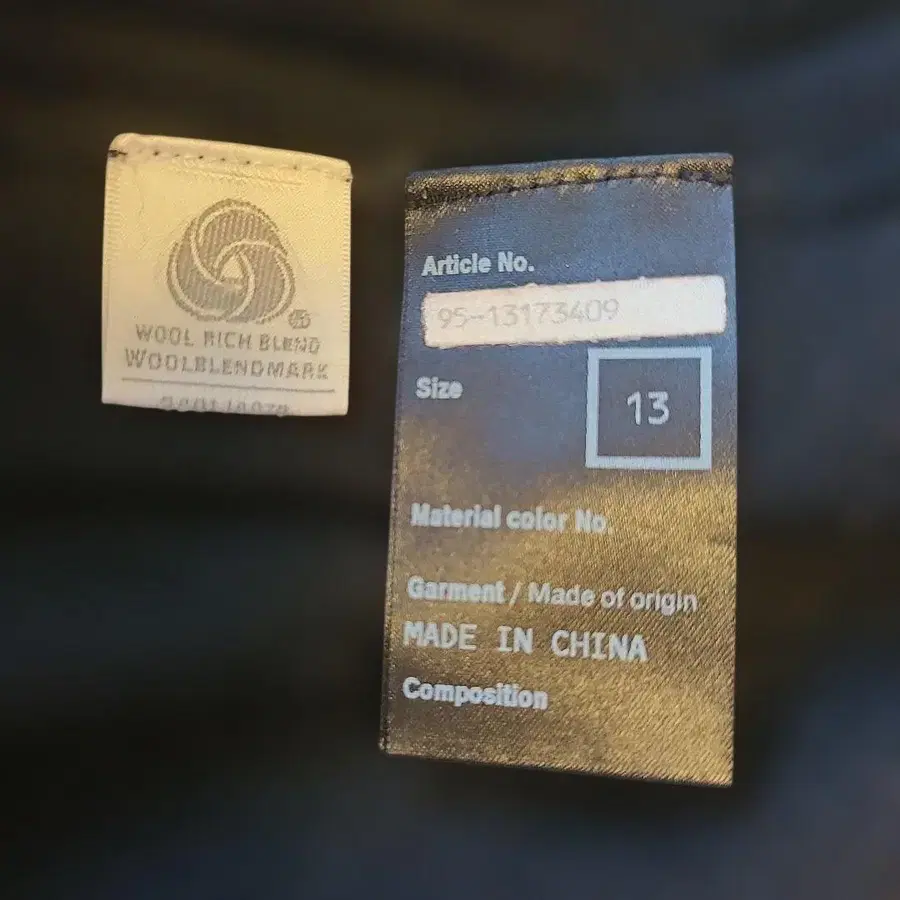 WOOL RICH BLEND
WOOLBLENDMARK
Article No.
95-13173409
Size
13
Material color No.
Garment / Made of origin
MADE IN CHINA
Composition